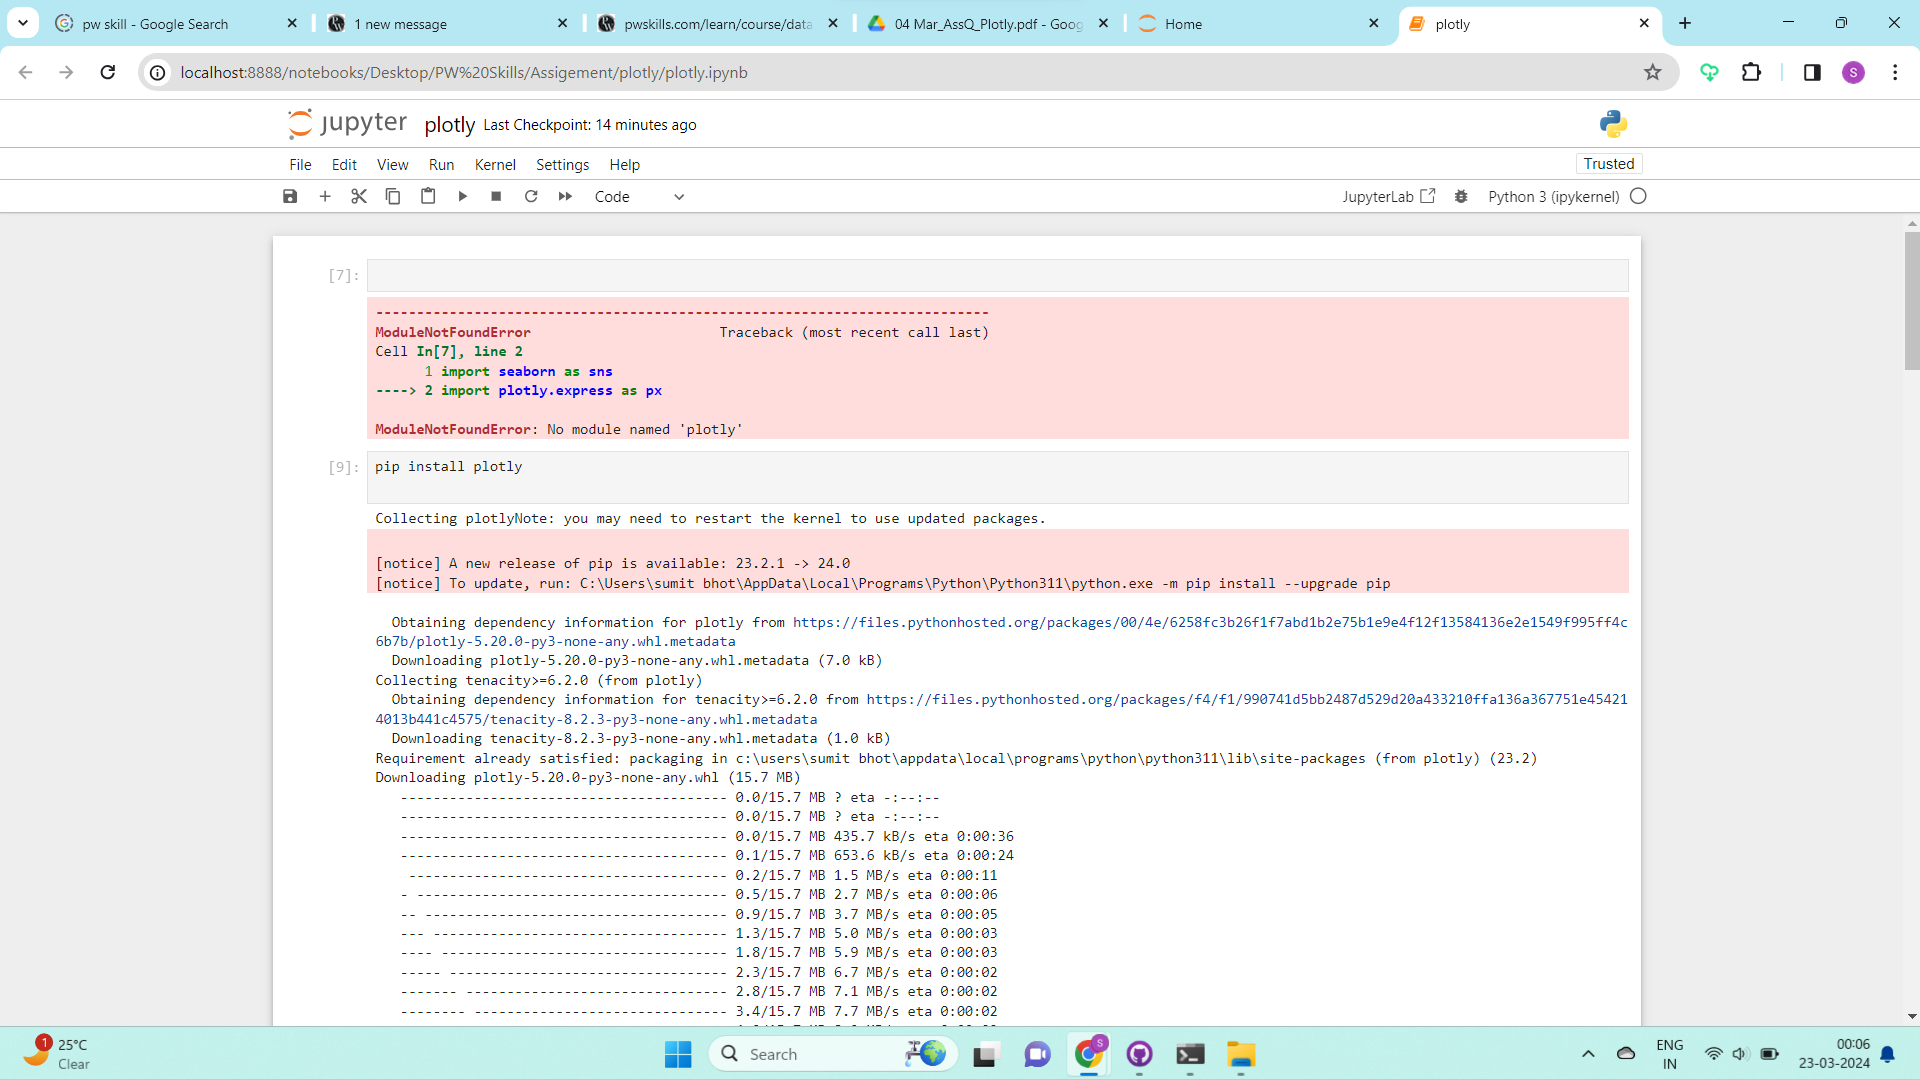 pw skill - Google Search
1 new message
pwskills.com/learn/course/data
04 Mar_AssQ_Plotly.pdf - Goog
Home
plotly
localhost:8888/notebooks/Desktop/PW%20Skills/Assigement/plotly/plotly.ipynb
S
jupyter plotly Last Checkpoint: 14 minutes ago
File Edit View Run Kernel Settings Help
Trusted
Code
JupyterLab
Python 3 (ipykernel)
[7]:
---------------------------------------------------------------------------
ModuleNotFoundError                       Traceback (most recent call last)
Cell In[7], line 2
      1 import seaborn as sns
----> 2 import plotly.express as px

ModuleNotFoundError: No module named 'plotly'
[9]: pip install plotly
Collecting plotlyNote: you may need to restart the kernel to use updated packages.
[notice] A new release of pip is available: 23.2.1 -> 24.0
[notice] To update, run: C:\Users\sumit bhot\AppData\Local\Programs\Python\Python311\python.exe -m pip install --upgrade pip
  Obtaining dependency information for plotly from https://files.pythonhosted.org/packages/00/4e/6258fc3b26f1f7abd1b2e75b1e9e4f12f13584136e2e1549f995ff4c
6b7b/plotly-5.20.0-py3-none-any.whl.metadata
  Downloading plotly-5.20.0-py3-none-any.whl.metadata (7.0 kB)
Collecting tenacity>=6.2.0 (from plotly)
  Obtaining dependency information for tenacity>=6.2.0 from https://files.pythonhosted.org/packages/f4/f1/990741d5bb2487d529d20a433210ffa136a367751e45421
4013b441c4575/tenacity-8.2.3-py3-none-any.whl.metadata
  Downloading tenacity-8.2.3-py3-none-any.whl.metadata (1.0 kB)
Requirement already satisfied: packaging in c:\users\sumit bhot\appdata\local\programs\python\python311\lib\site-packages (from plotly) (23.2)
Downloading plotly-5.20.0-py3-none-any.whl (15.7 MB)
   ---------------------------------------- 0.0/15.7 MB ? eta -:--:--
   ---------------------------------------- 0.0/15.7 MB ? eta -:--:--
   ---------------------------------------- 0.0/15.7 MB 435.7 kB/s eta 0:00:36
   ---------------------------------------- 0.1/15.7 MB 653.6 kB/s eta 0:00:24
    --------------------------------------- 0.2/15.7 MB 1.5 MB/s eta 0:00:11
   - -------------------------------------- 0.5/15.7 MB 2.7 MB/s eta 0:00:06
   -- ------------------------------------- 0.9/15.7 MB 3.7 MB/s eta 0:00:05
   --- ------------------------------------ 1.3/15.7 MB 5.0 MB/s eta 0:00:03
   ---- ----------------------------------- 1.8/15.7 MB 5.9 MB/s eta 0:00:03
   ----- ---------------------------------- 2.3/15.7 MB 6.7 MB/s eta 0:00:02
   ------- -------------------------------- 2.8/15.7 MB 7.1 MB/s eta 0:00:02
   -------- ------------------------------- 3.4/15.7 MB 7.7 MB/s eta 0:00:02
1
25°C
Clear
Search
S
ENG
IN
00:06
23-03-2024